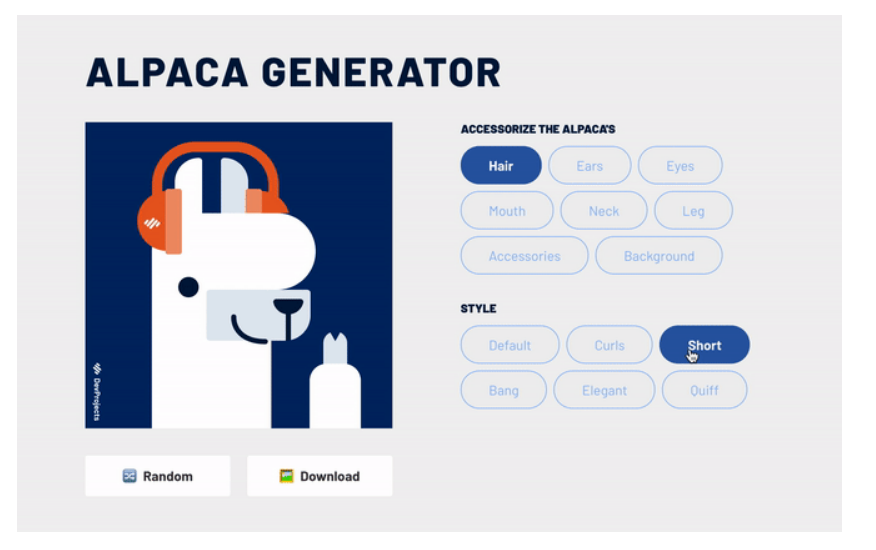 ALPACA GENERATOR
ACCESSORIZE THE ALPACA'S
Hair Ears Eyes
Mouth Neck Leg
Accessories Background
STYLE
Default Curls Short
Bang Elegant Quiff
DevProjects
Random Download